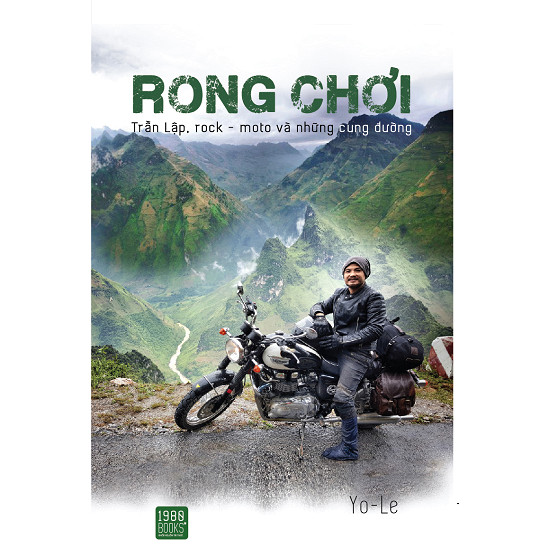 RONG CHƠI
Trần Lập, rock - moto và những cung đường
Yo-Le
1980
BOOKS